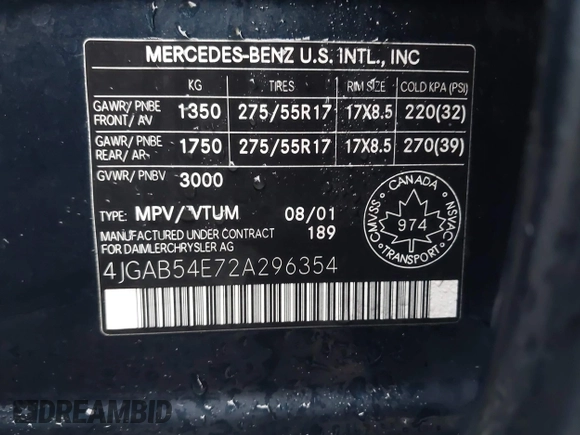 MERCEDES-BENZ U.S. INTL., INC
KG TIRES RIM SIZE COLD KPA (PSI)
GAWR/PNBE FRONT/AV 1350 275/55R17 17X8.5 220(32)
GAWR/PNBE REAR/AR 1750 275/55R17 17X8.5 270(39)
GVWR/PNBV 3000
TYPE: MPV/VTUM 08/01
MANUFACTURED UNDER CONTRACT 189
FOR DAIMLERCHRYSLER AG
CANADA
CMVSS 974 NSVAC
4JGAB54E72A296354
DREAMBID